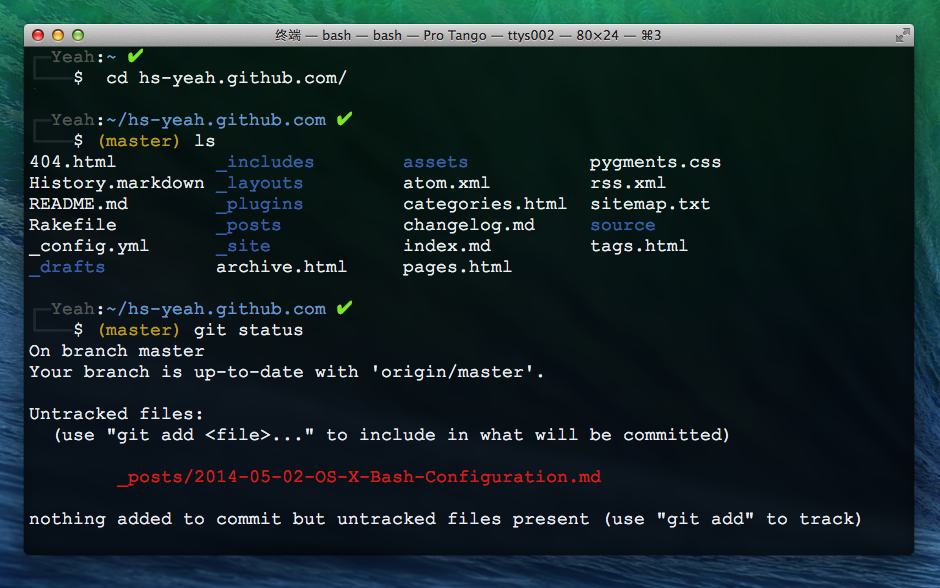 终端 — bash — bash — Pro Tango — ttys002 — 80×24 — ⌘3
Yeah:~ ✔
$ cd hs-yeah.github.com/
Yeah:~/hs-yeah.github.com ✔
$ (master) ls
404.html _includes assets pygments.css
History.markdown _layouts atom.xml rss.xml
README.md _plugins categories.html sitemap.txt
Rakefile _posts changelog.md source
_config.yml _site index.md tags.html
_drafts archive.html pages.html
Yeah:~/hs-yeah.github.com ✔
$ (master) git status
On branch master
Your branch is up-to-date with 'origin/master'.
Untracked files:
(use "git add <file>..." to include in what will be committed)
_posts/2014-05-02-OS-X-Bash-Configuration.md
nothing added to commit but untracked files present (use "git add" to track)